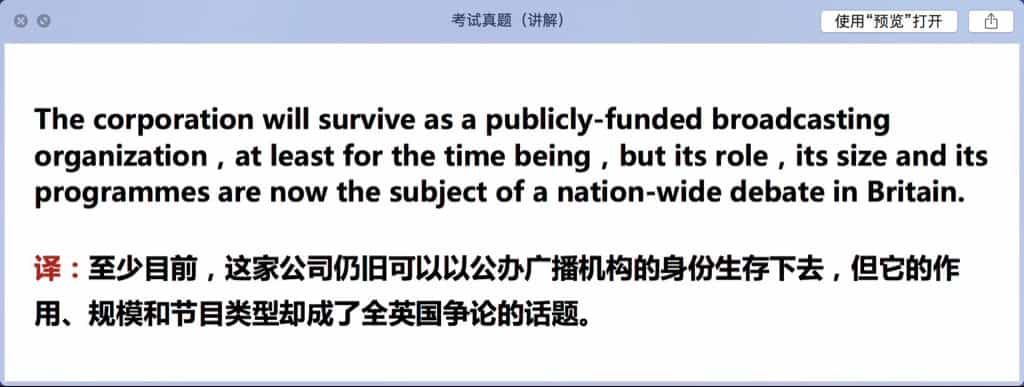 考试真题（讲解）
使用“预览”打开
The corporation will survive as a publicly-funded broadcasting
organization，at least for the time being，but its role，its size and its
programmes are now the subject of a nation-wide debate in Britain.
译：至少目前，这家公司仍旧可以以公办广播机构的身份生存下去，但它的作
用、规模和节目类型却成了全英国争论的话题。